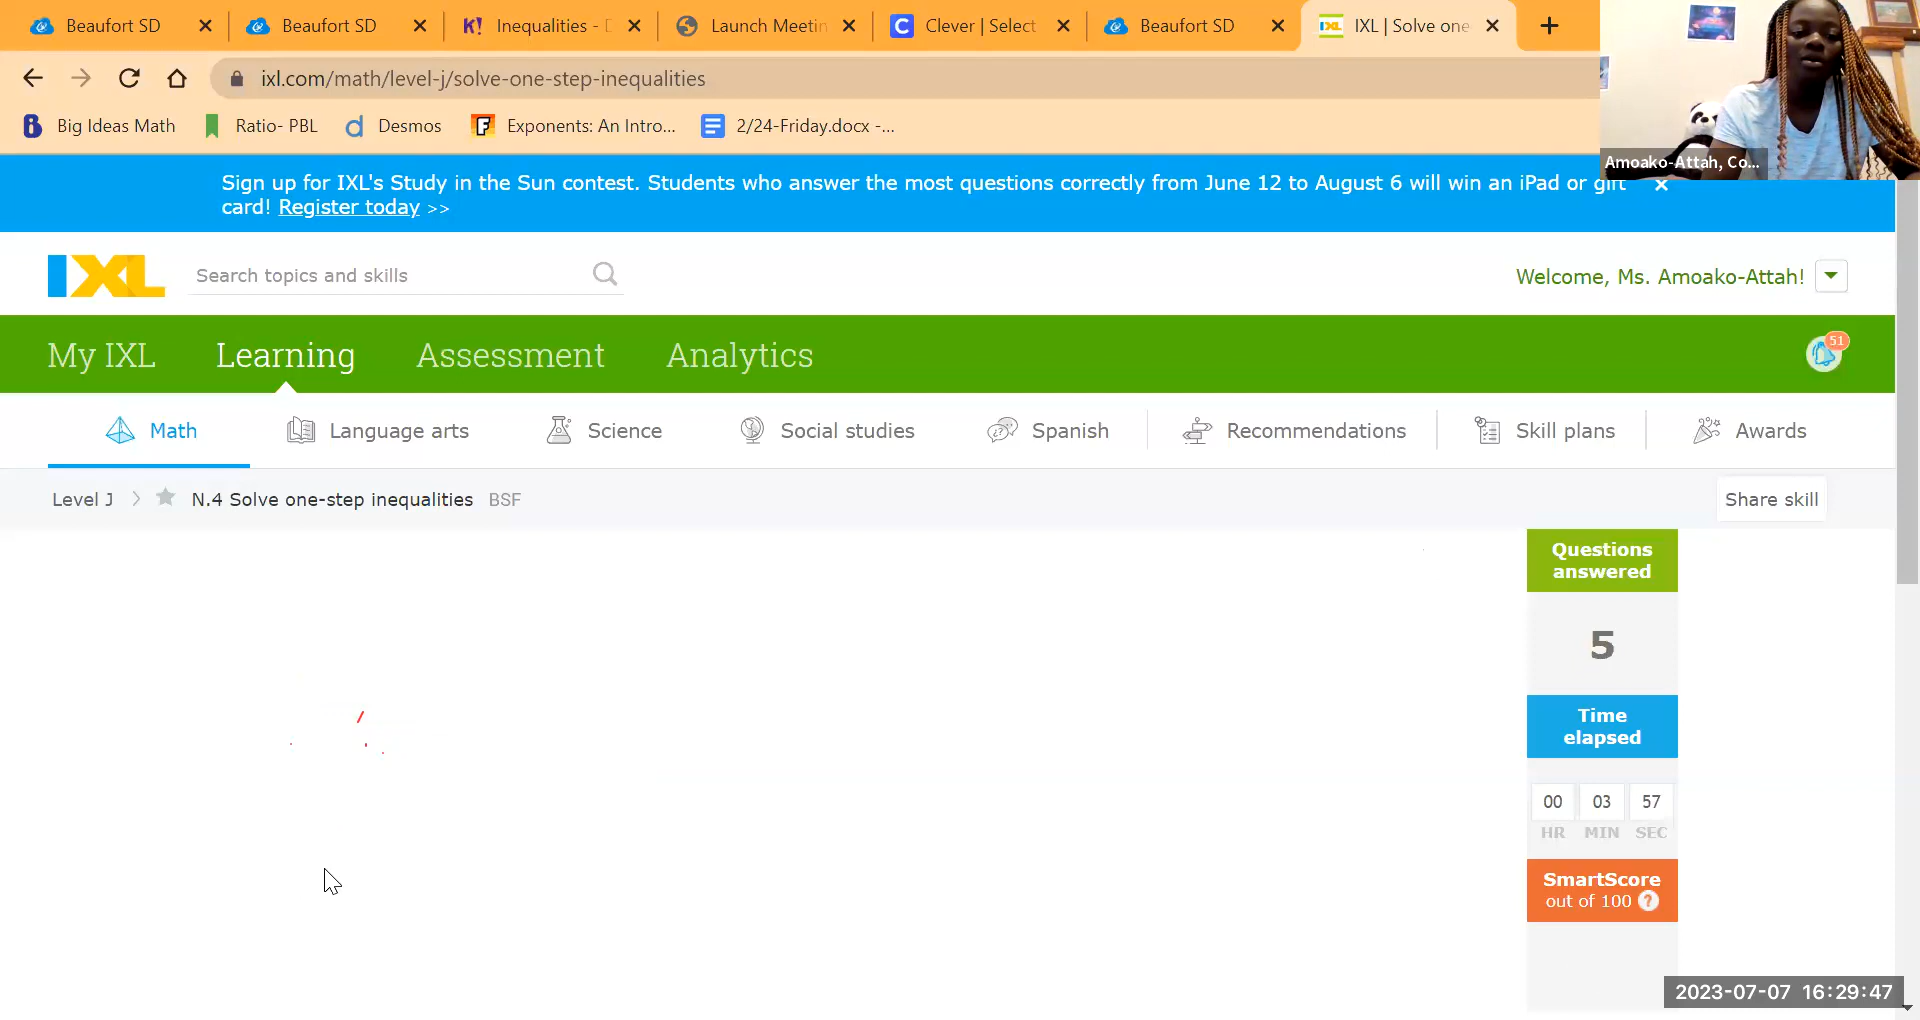 Beaufort SD
Beaufort SD
K! Inequalities - D
Launch Meetin
C Clever | Select
Beaufort SD
IXL IXL | Solve one
ixl.com/math/level-j/solve-one-step-inequalities
Big Ideas Math
Ratio- PBL
Desmos
Exponents: An Intro...
2/24-Friday.docx -...
Amoako-Attah, Co...
Sign up for IXL's Study in the Sun contest. Students who answer the most questions correctly from June 12 to August 6 will win an iPad or gift
card! Register today >>
IXL
Search topics and skills
Welcome, Ms. Amoako-Attah!
My IXL
Learning
Assessment
Analytics
51
Math
Language arts
Science
Social studies
Spanish
Recommendations
Skill plans
Awards
Level J
N.4 Solve one-step inequalities BSF
Share skill
Questions
answered
5
Time
elapsed
00 03 57
HR MIN SEC
SmartScore
out of 100 ?
2023-07-07 16:29:47